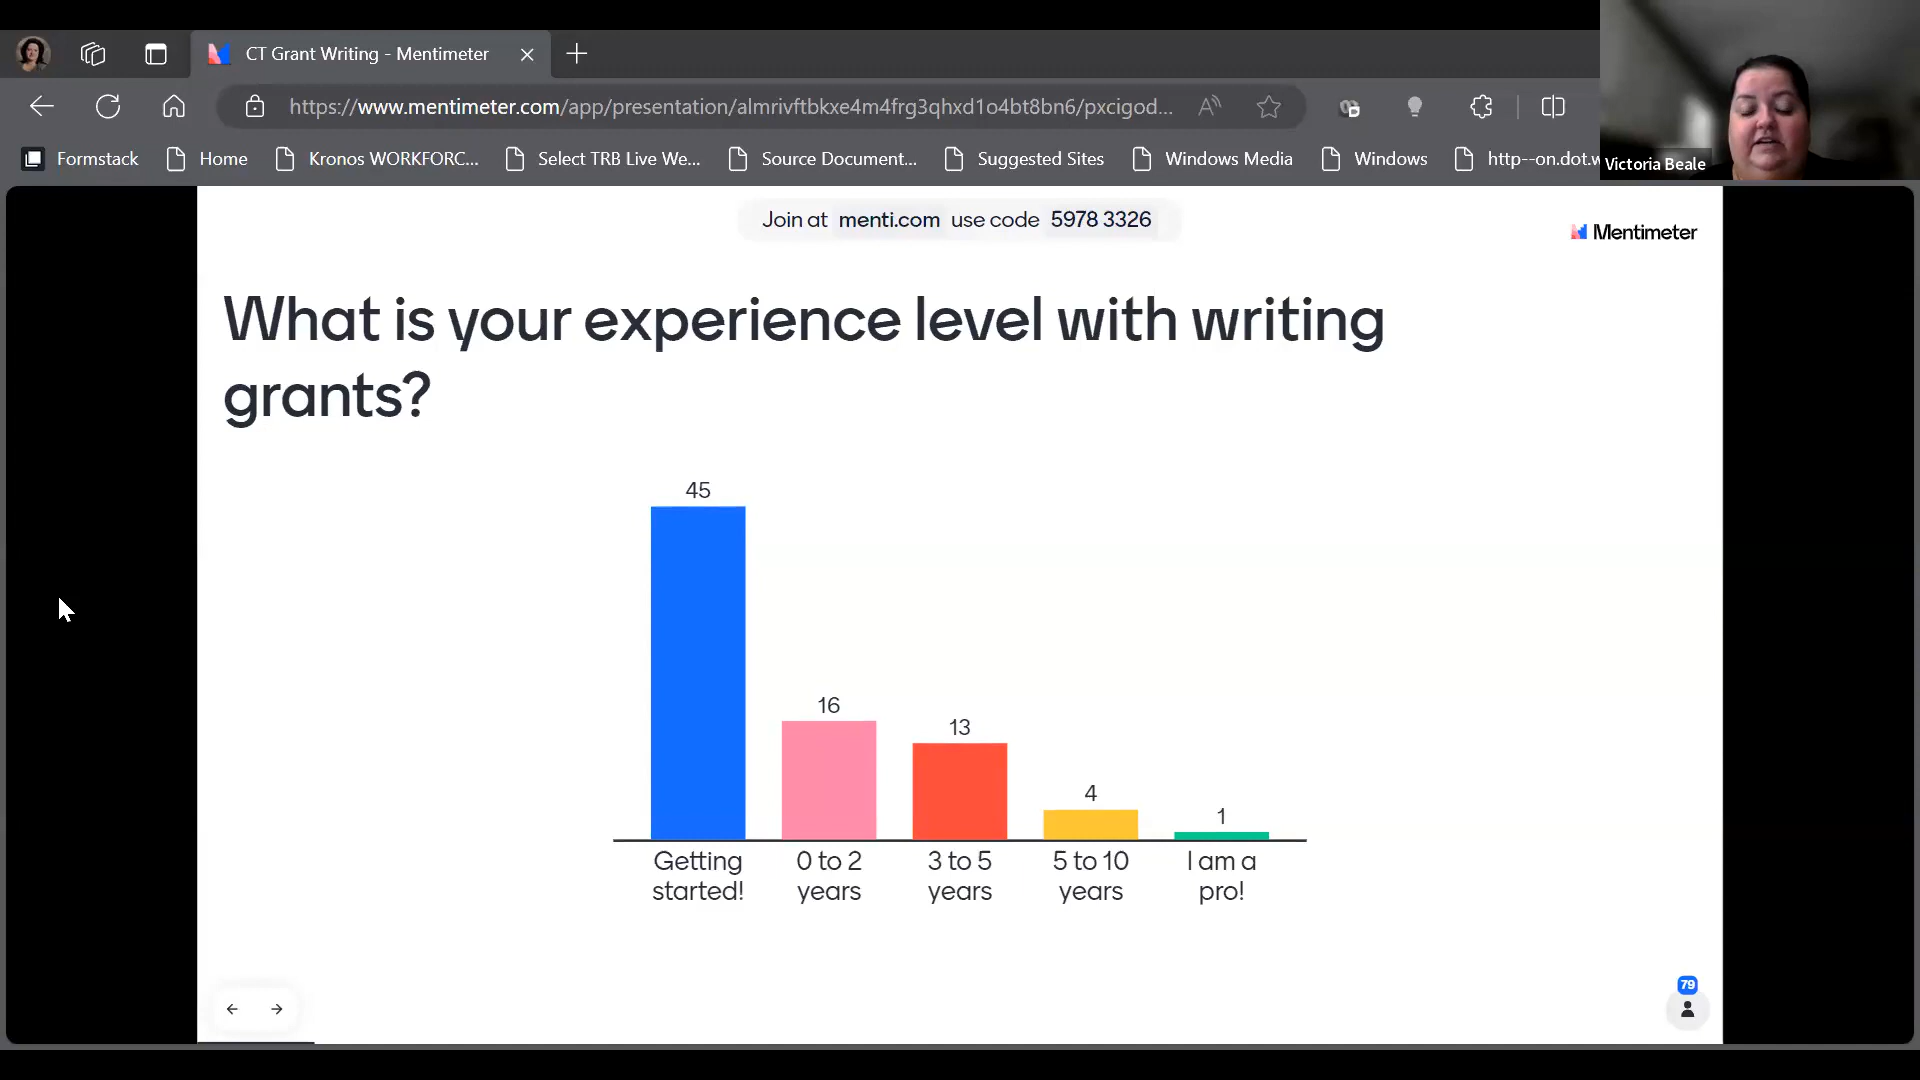 CT Grant Writing - Mentimeter
https://www.mentimeter.com/app/presentation/almrivftbkxe4m4frg3qhxd1o4bt8bn6/pxcigod...
Formstack
Home
Kronos WORKFORC...
Select TRB Live We...
Source Document...
Suggested Sites
Windows Media
Windows
http--on.dot.w
Victoria Beale
Join at menti.com use code 5978 3326
Mentimeter
What is your experience level with writing
grants?
45
16
13
4
1
Getting
started!
0 to 2
years
3 to 5
years
5 to 10
years
I am a
pro!
79